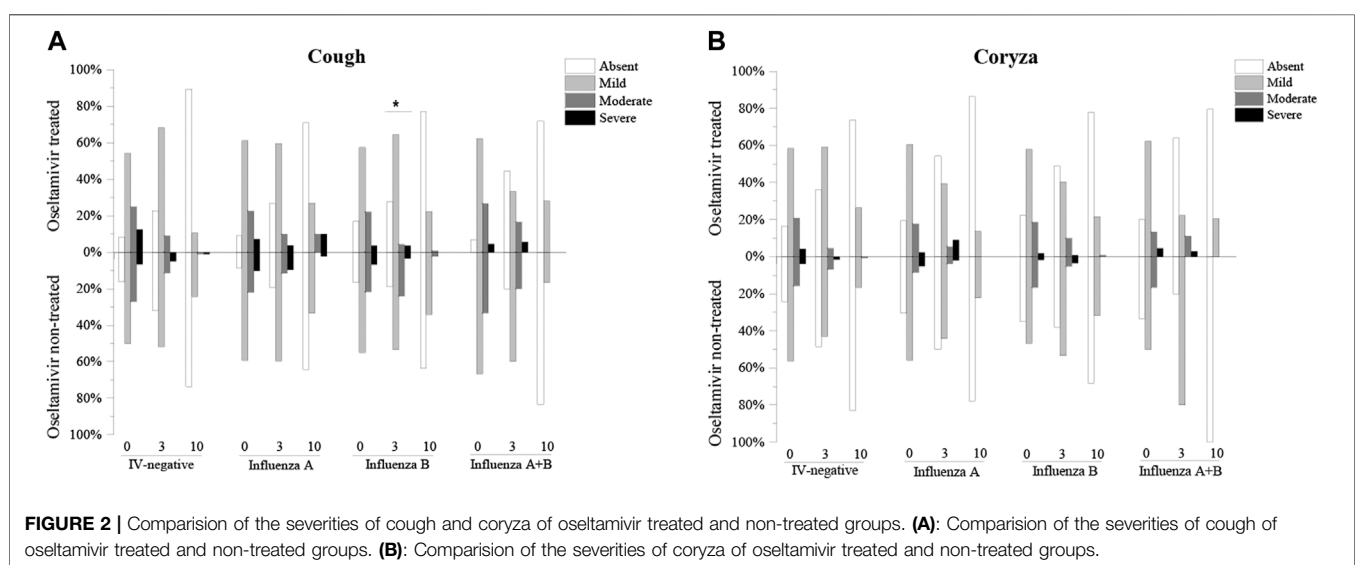 A
Cough
Absent
Mild
Moderate
Severe
Oseltamivir treated
Oseltamivir non-treated
100%
80%
60%
40%
20%
0%
20%
40%
60%
80%
100%
*
0 3 10 0 3 10 0 3 10 0 3 10
IV-negative Influenza A Influenza B Influenza A+B
B
Coryza
Absent
Mild
Moderate
Severe
Oseltamivir treated
Oseltamivir non-treated
100%
80%
60%
40%
20%
0%
20%
40%
60%
80%
100%
0 3 10 0 3 10 0 3 10 0 3 10
IV-negative Influenza A Influenza B Influenza A+B
FIGURE 2 | Comparision of the severities of cough and coryza of oseltamivir treated and non-treated groups. (A): Comparision of the severities of cough of
oseltamivir treated and non-treated groups. (B): Comparision of the severities of coryza of oseltamivir treated and non-treated groups.